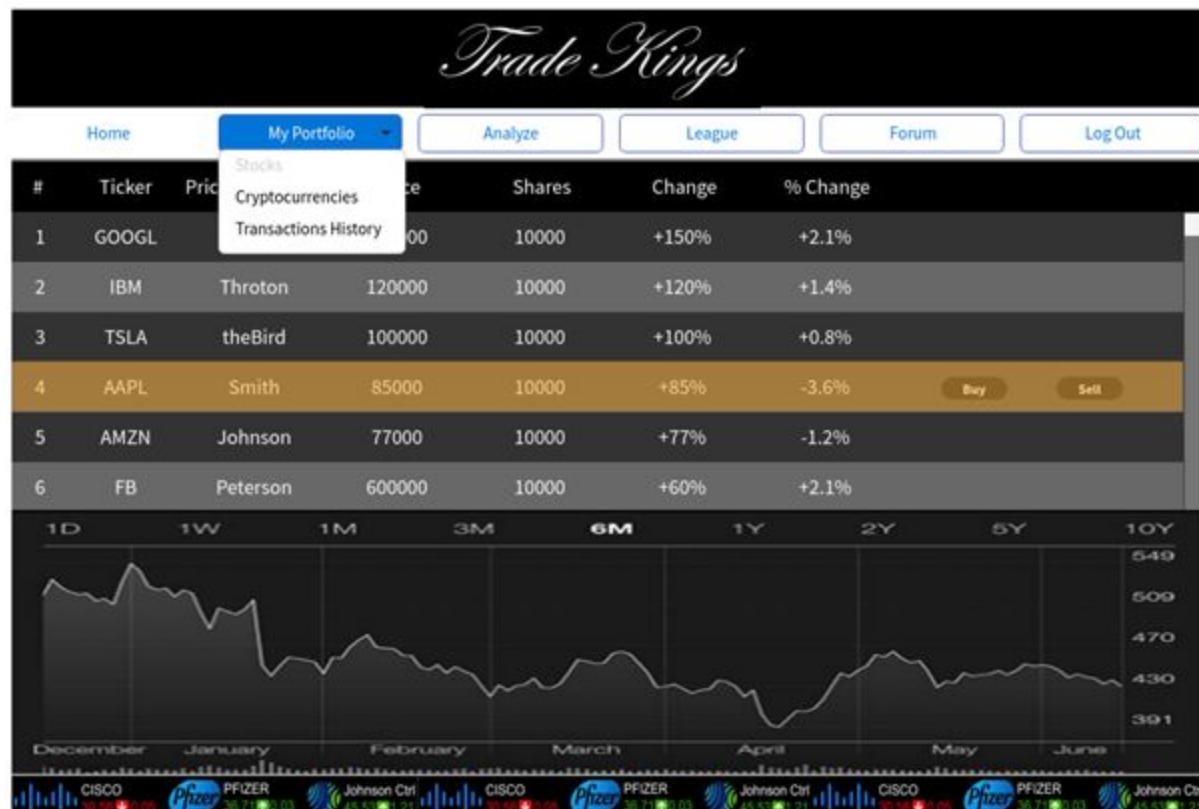 Trade Kings
Home My Portfolio Analyze League Forum Log Out
Stocks
Cryptocurrencies
Transactions History
# Ticker Shares Change % Change
1 GOOGL 10000 +150% +2.1%
2 IBM Throton 120000 10000 +120% +1.4%
3 TSLA theBird 100000 10000 +100% +0.8%
4 AAPL Smith 85000 10000 +85% -3.6% Buy Sell
5 AMZN Johnson 77000 10000 +77% -1.2%
6 FB Peterson 600000 10000 +60% +2.1%
1D 1W 1M 3M 6M 1Y 2Y 5Y 10Y
549
509
470
430
391
December January February March April May June
CISCO Pfizer PFIZER Johnson Ctrl CISCO Pfizer PFIZER Johnson Ctrl CISCO Pfizer PFIZER Johnson